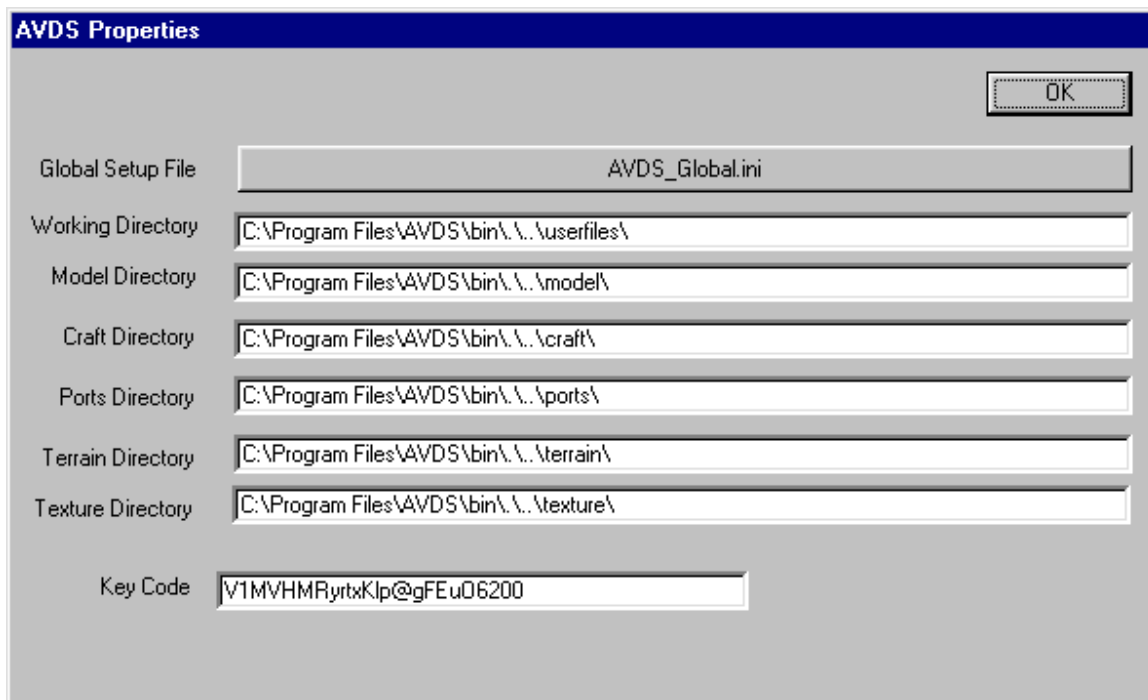 AVDS Properties
OK
Global Setup File AVDS_Global.ini
Working Directory C:\Program Files\AVDS\bin\.\..\userfiles\
Model Directory C:\Program Files\AVDS\bin\.\..\model\
Craft Directory C:\Program Files\AVDS\bin\.\..\craft\
Ports Directory C:\Program Files\AVDS\bin\.\..\ports\
Terrain Directory C:\Program Files\AVDS\bin\.\..\terrain\
Texture Directory C:\Program Files\AVDS\bin\.\..\texture\
Key Code V1MVHMRyrtxKlp@gFEuO6200